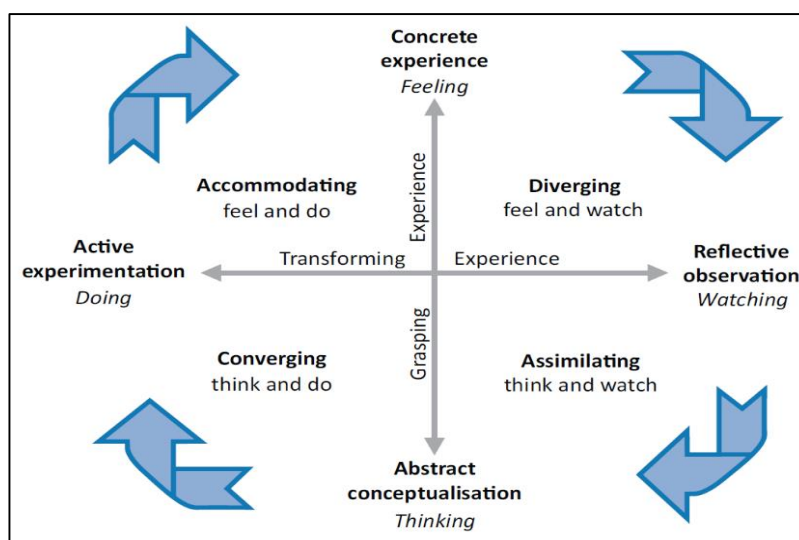 Concrete
experience
Feeling
Accommodating
feel and do
Diverging
feel and watch
Experience
Active
experimentation
Doing
Transforming
Experience
Reflective
observation
Watching
Grasping
Converging
think and do
Assimilating
think and watch
Abstract
conceptualisation
Thinking